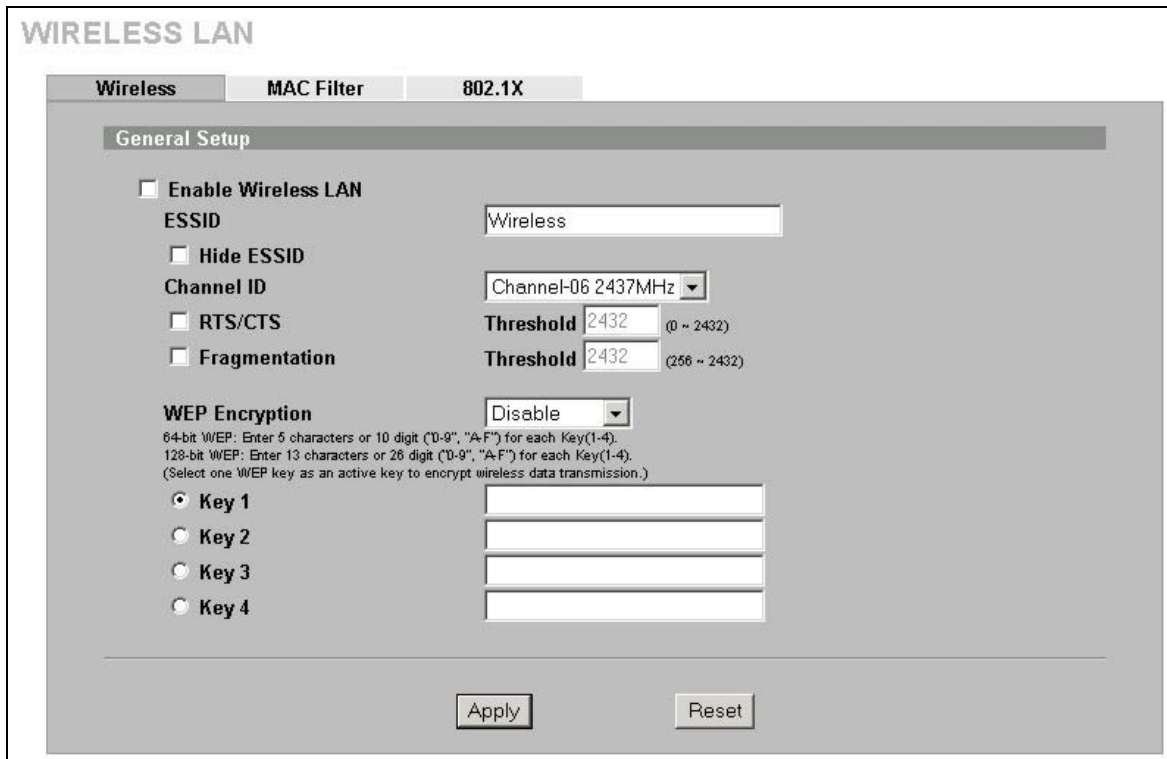 WIRELESS LAN
Wireless MAC Filter 802.1X
General Setup
Enable Wireless LAN
ESSID Wireless
Hide ESSID
Channel ID Channel-06 2437MHz
RTS/CTS Threshold 2432 (0 ~ 2432)
Fragmentation Threshold 2432 (256 ~ 2432)
WEP Encryption Disable
64-bit WEP: Enter 5 characters or 10 digit ("0-9", "A-F") for each Key(1-4).
128-bit WEP: Enter 13 characters or 26 digit ("0-9", "A-F") for each Key(1-4).
(Select one WEP key as an active key to encrypt wireless data transmission.)
Key 1
Key 2
Key 3
Key 4
Apply Reset